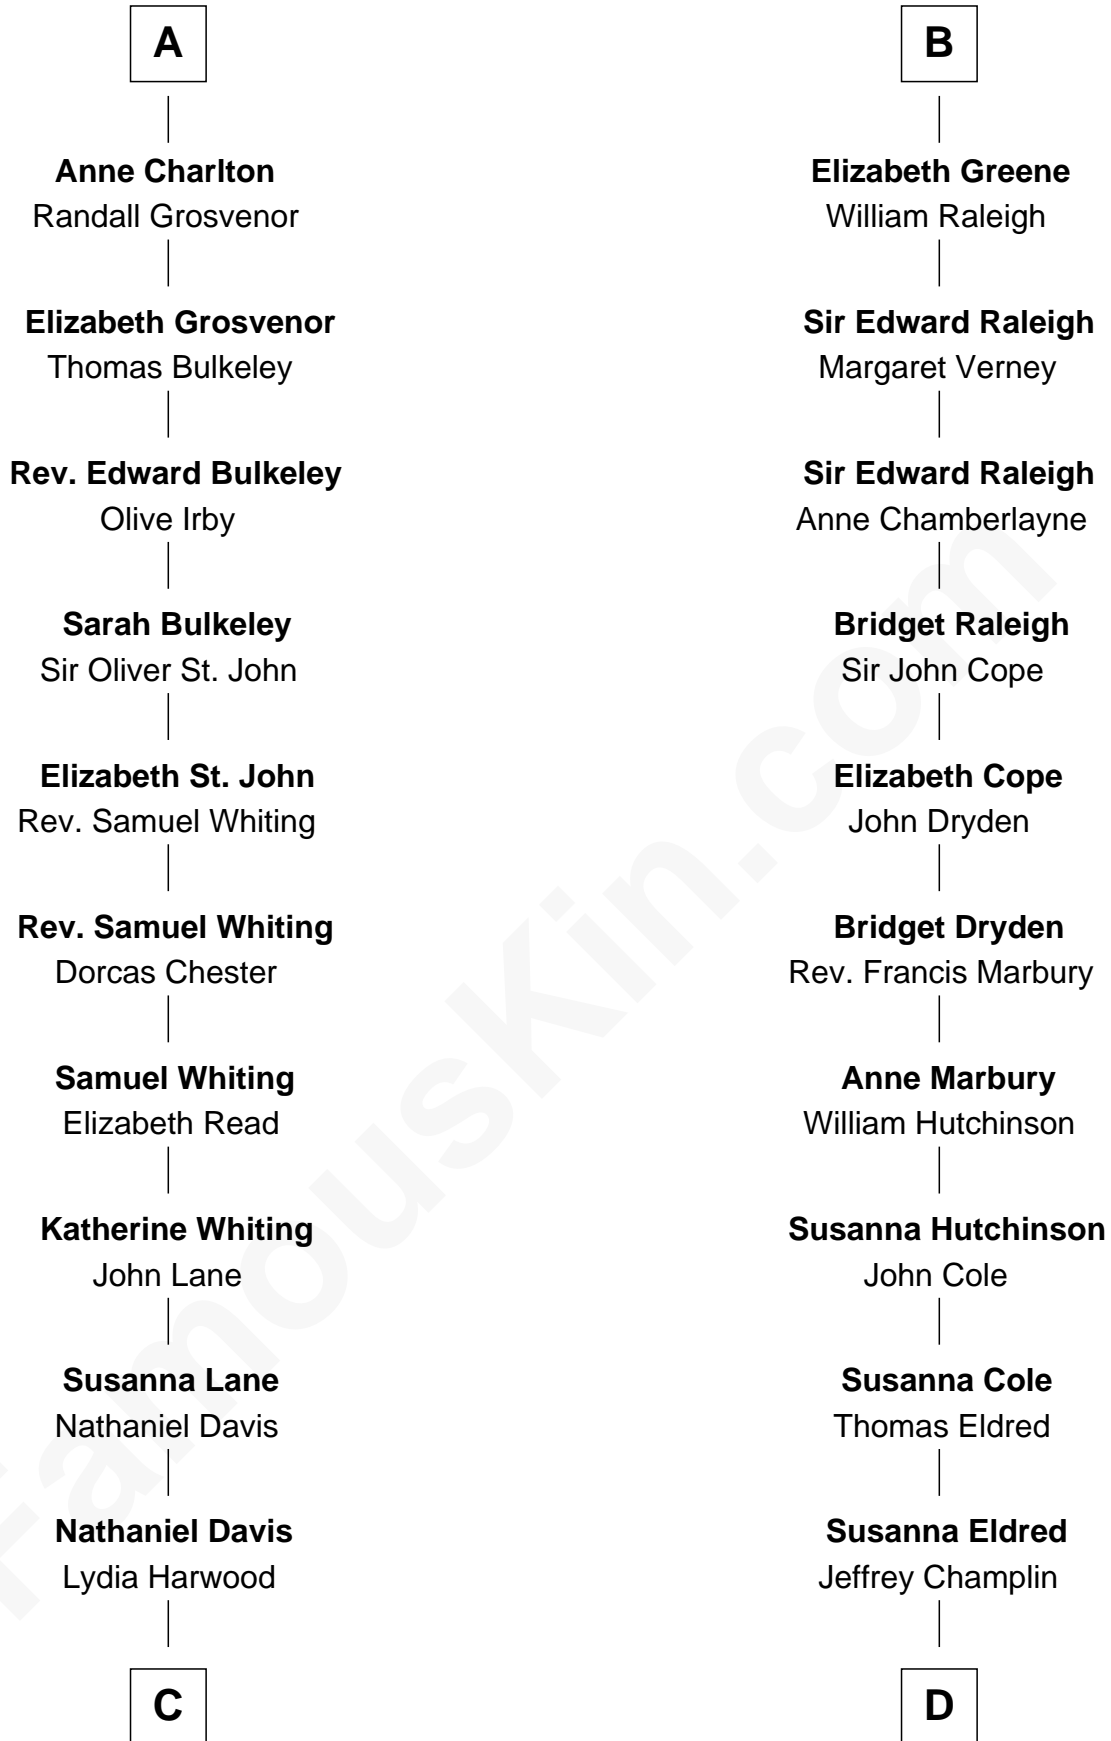 A
Anne Charlton
Randall Grosvenor
Elizabeth Grosvenor
Thomas Bulkeley
Rev. Edward Bulkeley
Olive Irby
Sarah Bulkeley
Sir Oliver St. John
Elizabeth St. John
Rev. Samuel Whiting
Rev. Samuel Whiting
Dorcas Chester
Samuel Whiting
Elizabeth Read
Katherine Whiting
John Lane
Susanna Lane
Nathaniel Davis
Nathaniel Davis
Lydia Harwood
C
B
Elizabeth Greene
William Raleigh
Sir Edward Raleigh
Margaret Verney
Sir Edward Raleigh
Anne Chamberlayne
Bridget Raleigh
Sir John Cope
Elizabeth Cope
John Dryden
Bridget Dryden
Rev. Francis Marbury
Anne Marbury
William Hutchinson
Susanna Hutchinson
John Cole
Susanna Cole
Thomas Eldred
Susanna Eldred
Jeffrey Champlin
D
FamousKin.com